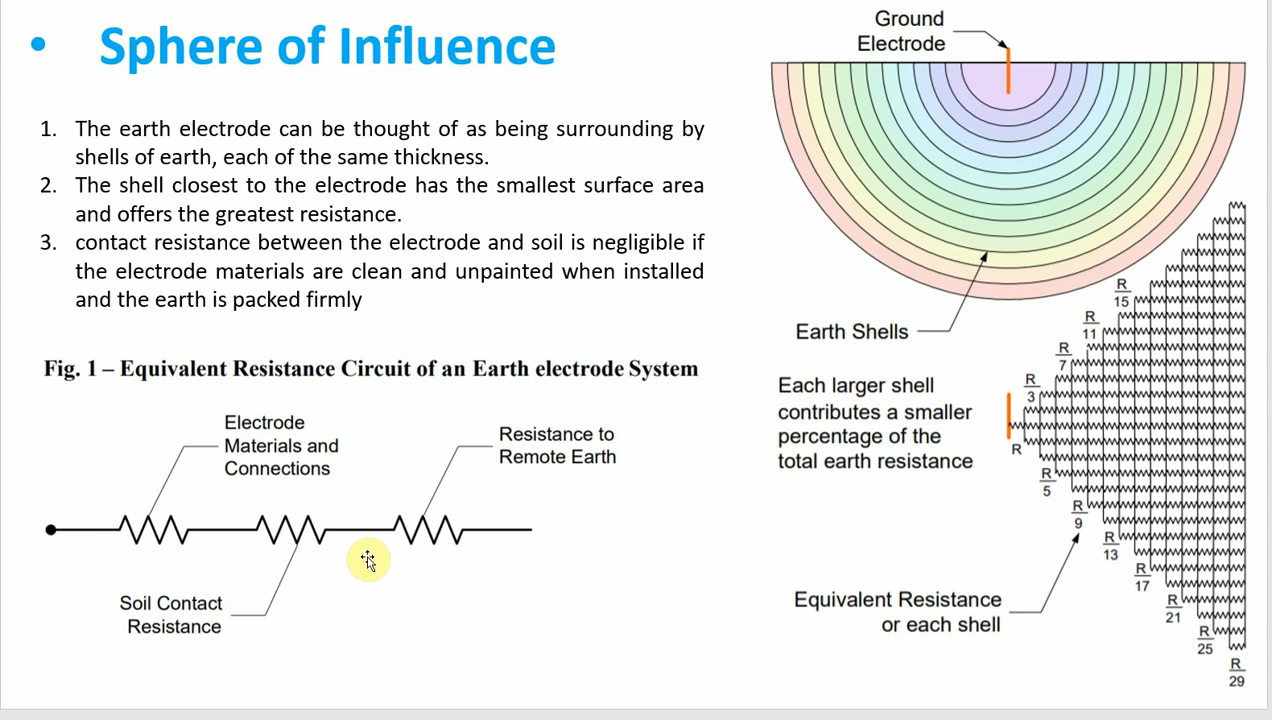 • Sphere of Influence
1. The earth electrode can be thought of as being surrounding by
shells of earth, each of the same thickness.
2. The shell closest to the electrode has the smallest surface area
and offers the greatest resistance.
3. contact resistance between the electrode and soil is negligible if
the electrode materials are clean and unpainted when installed
and the earth is packed firmly
Fig. 1 – Equivalent Resistance Circuit of an Earth electrode System
Electrode
Materials and
Connections
Resistance to
Remote Earth
Soil Contact
Resistance
Ground
Electrode
Earth Shells
Each larger shell
contributes a smaller
percentage of the
total earth resistance
R
15
R
11
R
7
R
3
R
R
5
R
9
R
13
R
17
R
21
R
25
R
29
Equivalent Resistance
or each shell